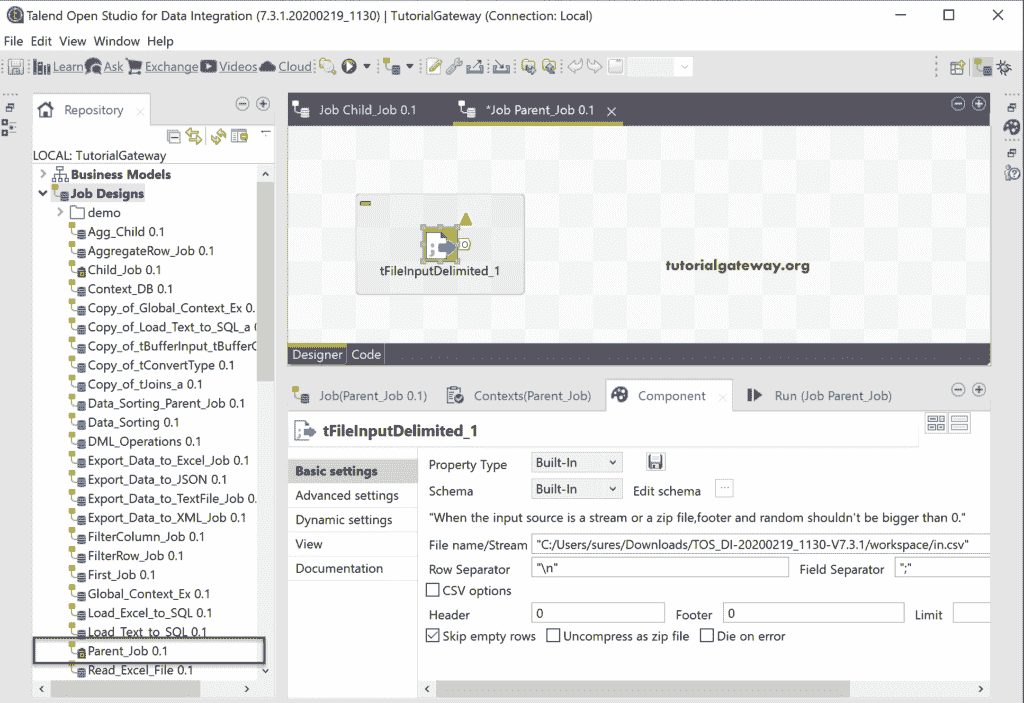 Talend Open Studio for Data Integration (7.3.1.20200219_1130) | TutorialGateway (Connection: Local)
File Edit View Window Help
Learn Ask Exchange Videos Cloud
Repository
LOCAL: TutorialGateway
Business Models
Job Designs
demo
Agg_Child 0.1
AggregateRow_Job 0.1
Child_Job 0.1
Context_DB 0.1
Copy_of_Global_Context_Ex 0.
Copy_of_Load_Text_to_SQL_a
Copy_of_tBufferInput_tBufferC
Copy_of_tConvertType 0.1
Copy_of_tJoins_a 0.1
Data_Sorting_Parent_Job 0.1
Data_Sorting 0.1
DML_Operations 0.1
Export_Data_to_Excel_Job 0.1
Export_Data_to_JSON 0.1
Export_Data_to_TextFile_Job 0.
Export_Data_to_XML_Job 0.1
FilterColumn_Job 0.1
FilterRow_Job 0.1
First_Job 0.1
Global_Context_Ex 0.1
Load_Excel_to_SQL 0.1
Load_Text_to_SQL 0.1
Parent_Job 0.1
Read_Excel_File 0.1
Job Child_Job 0.1 *Job Parent_Job 0.1
tFileInputDelimited_1
tutorialgateway.org
Designer Code
Job(Parent_Job 0.1) Contexts(Parent_Job) Component Run (Job Parent_Job)
tFileInputDelimited_1
Basic settings
Advanced settings
Dynamic settings
View
Documentation
Property Type Built-In
Schema Built-In Edit schema ...
"When the input source is a stream or a zip file,footer and random shouldn't be bigger than 0."
File name/Stream "C:/Users/sures/Downloads/TOS_DI-20200219_1130-V7.3.1/workspace/in.csv"
Row Separator "\n" Field Separator ";"
CSV options
Header 0 Footer 0 Limit
Skip empty rows Uncompress as zip file Die on error